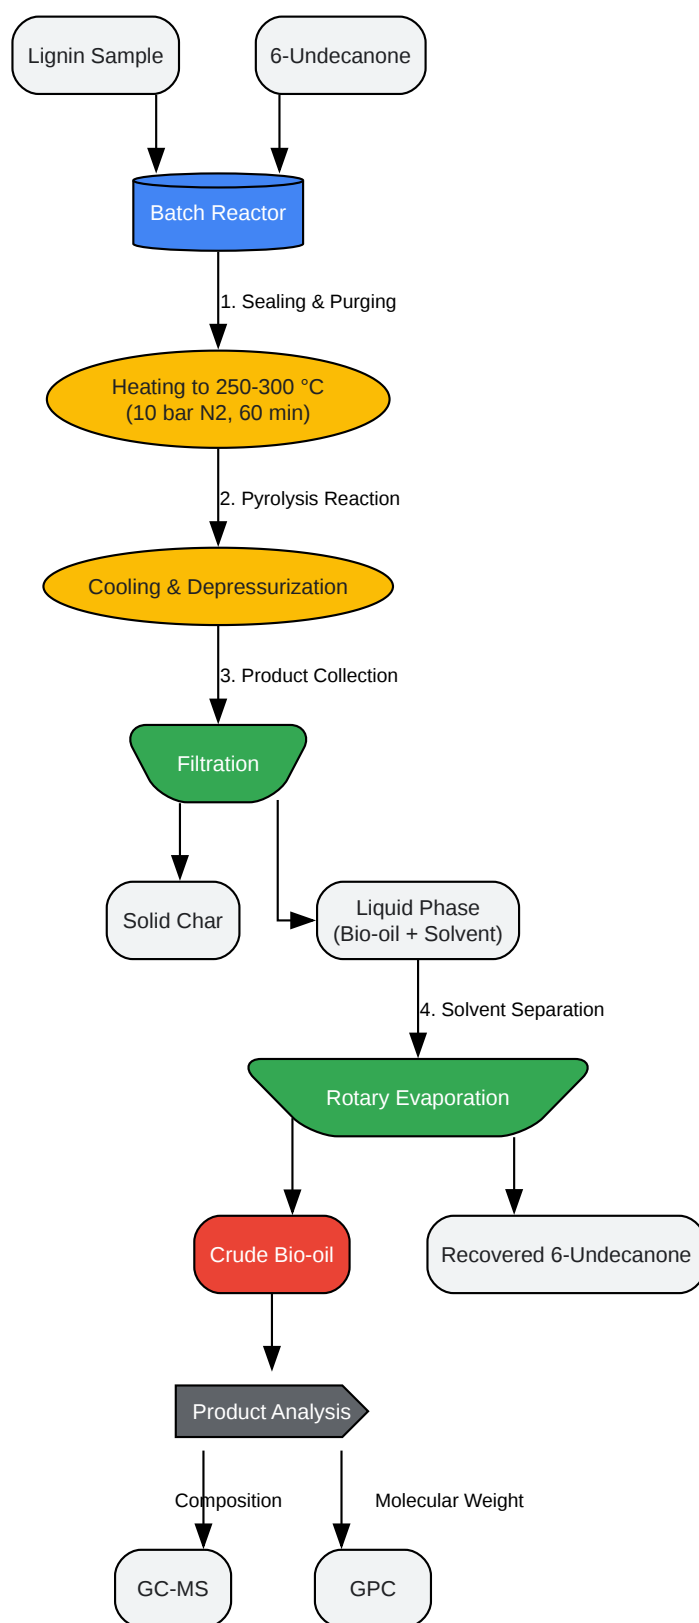 Lignin Sample
6-Undecanone
Batch Reactor
1. Sealing & Purging
Heating to 250-300 °C
(10 bar N2, 60 min)
2. Pyrolysis Reaction
Cooling & Depressurization
3. Product Collection
Filtration
Solid Char
Liquid Phase
(Bio-oil + Solvent)
4. Solvent Separation
Rotary Evaporation
Crude Bio-oil
Recovered 6-Undecanone
Product Analysis
Composition
Molecular Weight
GC-MS
GPC